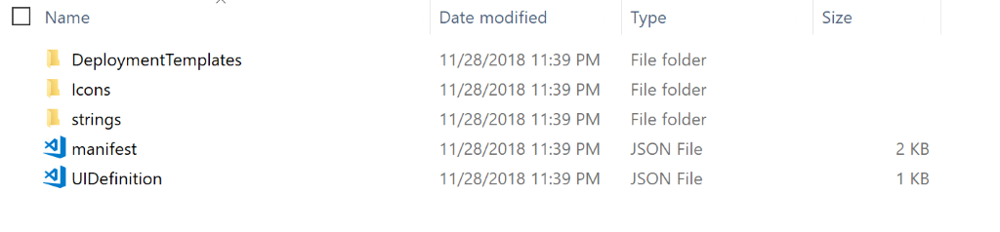 Name Date modified Type Size
DeploymentTemplates 11/28/2018 11:39 PM File folder
Icons 11/28/2018 11:39 PM File folder
strings 11/28/2018 11:39 PM File folder
manifest 11/28/2018 11:39 PM JSON File 2 KB
UIDefinition 11/28/2018 11:39 PM JSON File 1 KB